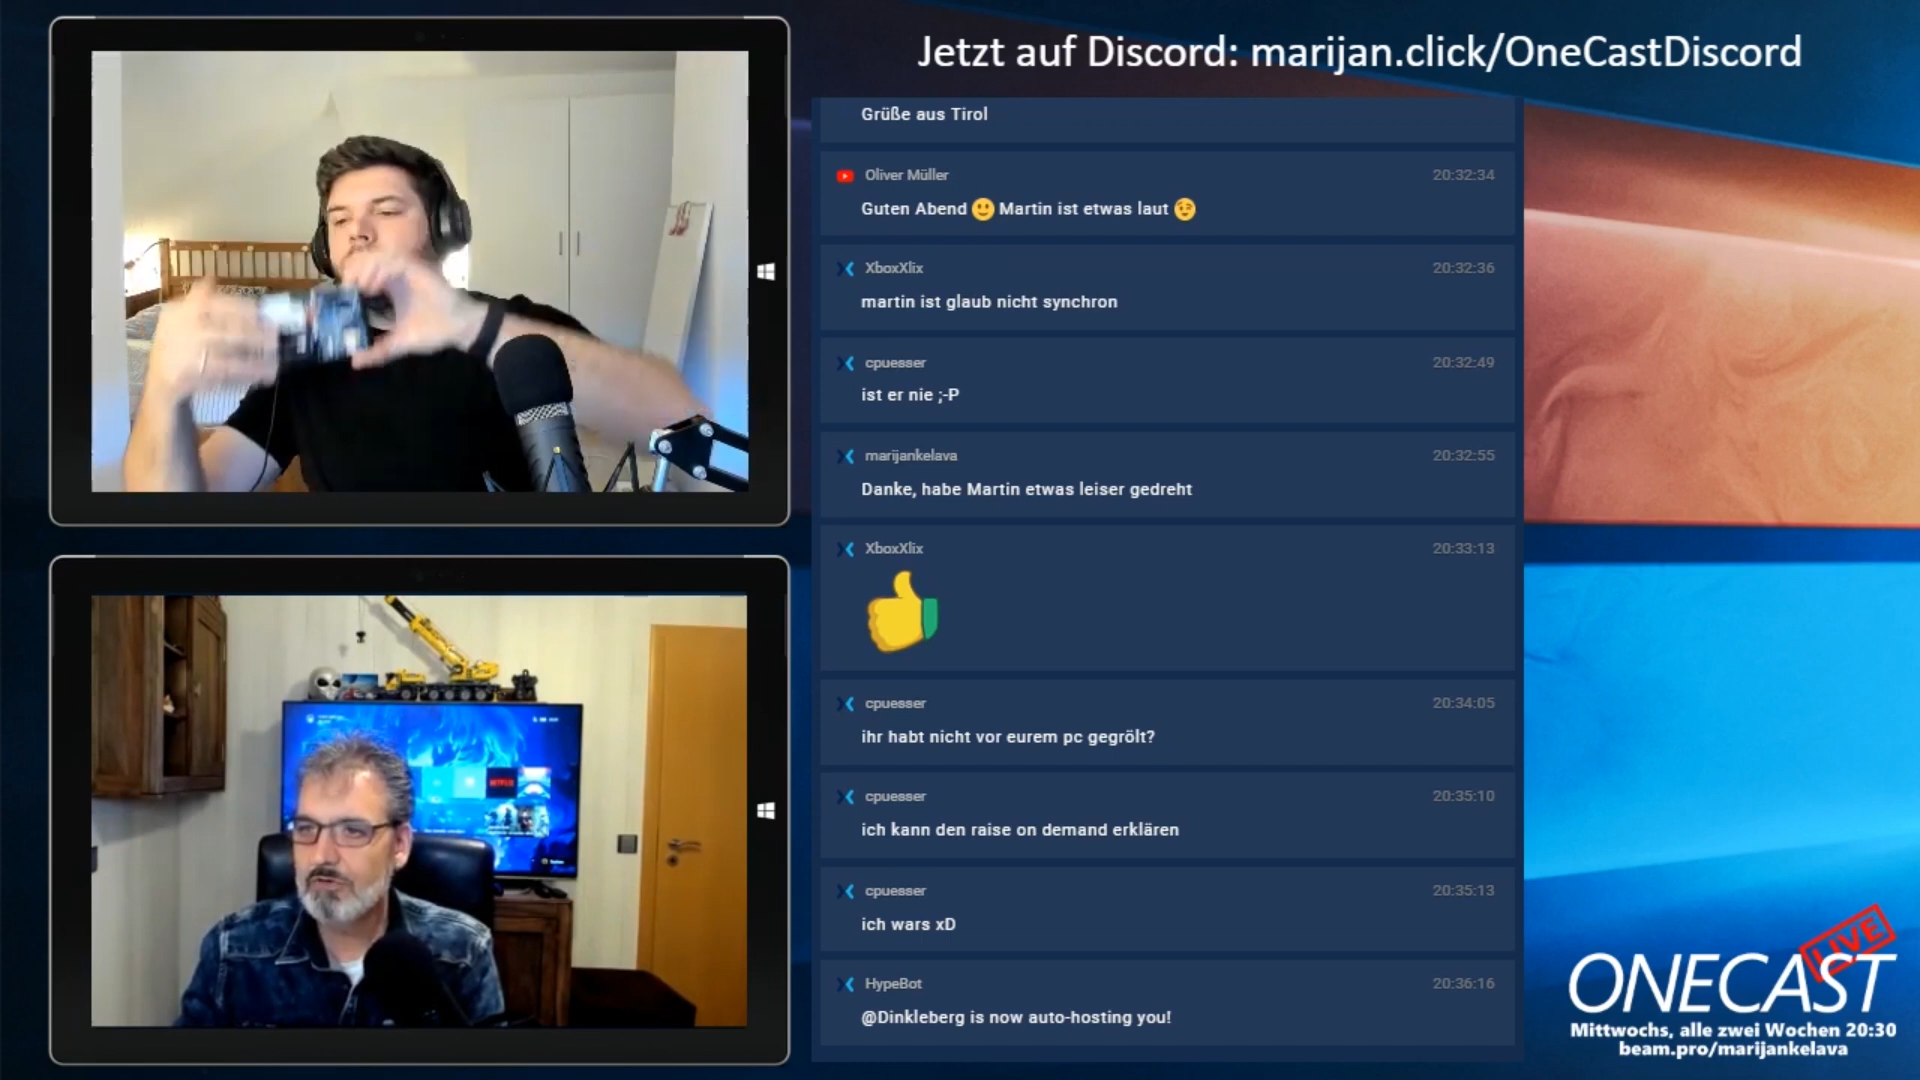 Jetzt auf Discord: marijan.click/OneCastDiscord
Grüße aus Tirol
Oliver Müller 20:32:34
Guten Abend 🙂 Martin ist etwas laut 😉
XboxXlix 20:32:36
martin ist glaub nicht synchron
cpuesser 20:32:49
ist er nie ;-P
marijankelava 20:32:55
Danke, habe Martin etwas leiser gedreht
XboxXlix 20:33:13
cpuesser 20:34:05
ihr habt nicht vor eurem pc gegrölt?
cpuesser 20:35:10
ich kann den raise on demand erklären
cpuesser 20:35:13
ich wars xD
HypeBot 20:36:16
@Dinkleberg is now auto-hosting you!
NETFLIX
LIVE
ONECAST
Mittwochs, alle zwei Wochen 20:30
beam.pro/marijankelava